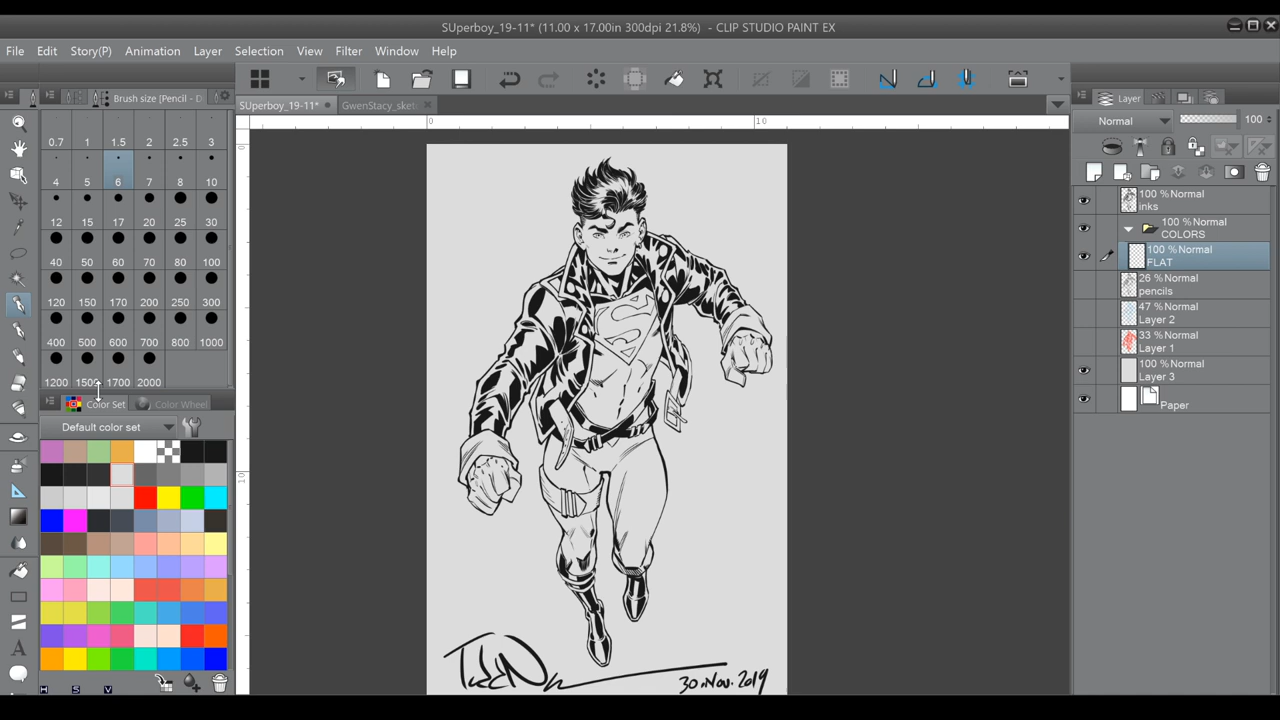 SUperboy_19-11* (11.00 x 17.00in 300dpi 21.8%) - CLIP STUDIO PAINT EX
File Edit Story(P) Animation Layer Selection View Filter Window Help
Brush size [Pencil - D
SUperboy_19-11* GwenStacy_sket
Layer
0.7 1 1.5 2 2.5 3
4 5 6 7 8 10
12 15 17 20 25 30
40 50 60 70 80 100
120 150 170 200 250 300
400 500 600 700 800 1000
1200 1500 1700 2000
Color Set Color Wheel
Default color set
H S V
0 10
0
10
S
30.Nov.2019
Normal 100
100 %Normal
inks
100 %Normal
COLORS
100 %Normal
FLAT
26 %Normal
pencils
47 %Normal
Layer 2
33 %Normal
Layer 1
100 %Normal
Layer 3
Paper